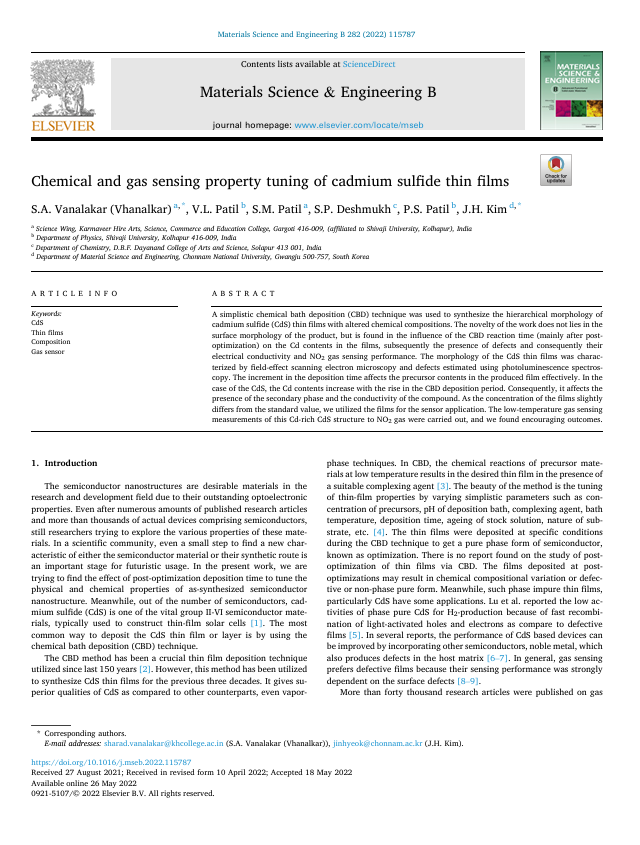 Materials Science and Engineering B 282 (2022) 115787
Contents lists available at ScienceDirect
Materials Science & Engineering B
journal homepage: www.elsevier.com/locate/mseb
ELSEVIER
MATERIALS
SCIENCE &
ENGINEERING
B
Check for
updates
Chemical and gas sensing property tuning of cadmium sulfide thin films
S.A. Vanalakar (Vhanalkar) a,*, V.L. Patil b, S.M. Patil a, S.P. Deshmukh c, P.S. Patil b, J.H. Kim d,*
a Science Wing, Karmaveer Hire Arts, Science, Commerce and Education College, Gargoti 416-009, (affiliated to Shivaji University, Kolhapur), India
b Department of Physics, Shivaji University, Kolhapur 416-009, India
c Department of Chemistry, D.B.F. Dayanand College of Arts and Science, Solapur 413 001, India
d Department of Material Science and Engineering, Chonnam National University, Gwangju 500-757, South Korea
ARTICLE INFO
Keywords:
CdS
Thin films
Composition
Gas sensor
ABSTRACT
A simplistic chemical bath deposition (CBD) technique was used to synthesize the hierarchical morphology of
cadmium sulfide (CdS) thin films with altered chemical compositions. The novelty of the work does not lies in the
surface morphology of the product, but is found in the influence of the CBD reaction time (mainly after post-
optimization) on the Cd contents in the films, subsequently the presence of defects and consequently their
electrical conductivity and NO2 gas sensing performance. The morphology of the CdS thin films was charac-
terized by field-effect scanning electron microscopy and defects estimated using photoluminescence spectros-
copy. The increment in the deposition time affects the precursor contents in the produced film effectively. In the
case of the CdS, the Cd contents increase with the rise in the CBD deposition period. Consequently, it affects the
presence of the secondary phase and the conductivity of the compound. As the concentration of the films slightly
differs from the standard value, we utilized the films for the sensor application. The low-temperature gas sensing
measurements of this Cd-rich CdS structure to NO2 gas were carried out, and we found encouraging outcomes.
1. Introduction
The semiconductor nanostructures are desirable materials in the
research and development field due to their outstanding optoelectronic
properties. Even after numerous amounts of published research articles
and more than thousands of actual devices comprising semiconductors,
still researchers trying to explore the various properties of these mate-
rials. In a scientific community, even a small step to find a new char-
acteristic of either the semiconductor material or their synthetic route is
an important stage for futuristic usage. In the present work, we are
trying to find the effect of post-optimization deposition time to tune the
physical and chemical properties of as-synthesized semiconductor
nanostructure. Meanwhile, out of the number of semiconductors, cad-
mium sulfide (CdS) is one of the vital group II-VI semiconductor mate-
rials, typically used to construct thin-film solar cells [1]. The most
common way to deposit the CdS thin film or layer is by using the
chemical bath deposition (CBD) technique.
The CBD method has been a crucial thin film deposition technique
utilized since last 150 years [2]. However, this method has been utilized
to synthesize CdS thin films for the previous three decades. It gives su-
perior qualities of CdS as compared to other counterparts, even vapor-
phase techniques. In CBD, the chemical reactions of precursor mate-
rials at low temperature results in the desired thin film in the presence of
a suitable complexing agent [3]. The beauty of the method is the tuning
of thin-film properties by varying simplistic parameters such as con-
centration of precursors, pH of deposition bath, complexing agent, bath
temperature, deposition time, ageing of stock solution, nature of sub-
strate, etc. [4]. The thin films were deposited at specific conditions
during the CBD technique to get a pure phase form of semiconductor,
known as optimization. There is no report found on the study of post-
optimization of thin films via CBD. The films deposited at post-
optimizations may result in chemical compositional variation or defec-
tive or non-phase pure form. Meanwhile, such phase impure thin films,
particularly CdS have some applications. Lu et al. reported the low ac-
tivities of phase pure CdS for H2-production because of fast recombi-
nation of light-activated holes and electrons as compare to defective
films [5]. In several reports, the performance of CdS based devices can
be improved by incorporating other semiconductors, noble metal, which
also produces defects in the host matrix [6–7]. In general, gas sensing
prefers defective films because their sensing performance was strongly
dependent on the surface defects [8–9].
More than forty thousand research articles were published on gas
* Corresponding authors.
E-mail addresses: sharad.vanalakar@khcollege.ac.in (S.A. Vanalakar (Vhanalkar)), jinhyeok@chonnam.ac.kr (J.H. Kim).
https://doi.org/10.1016/j.mseb.2022.115787
Received 27 August 2021; Received in revised form 10 April 2022; Accepted 18 May 2022
Available online 26 May 2022
0921-5107/© 2022 Elsevier B.V. All rights reserved.